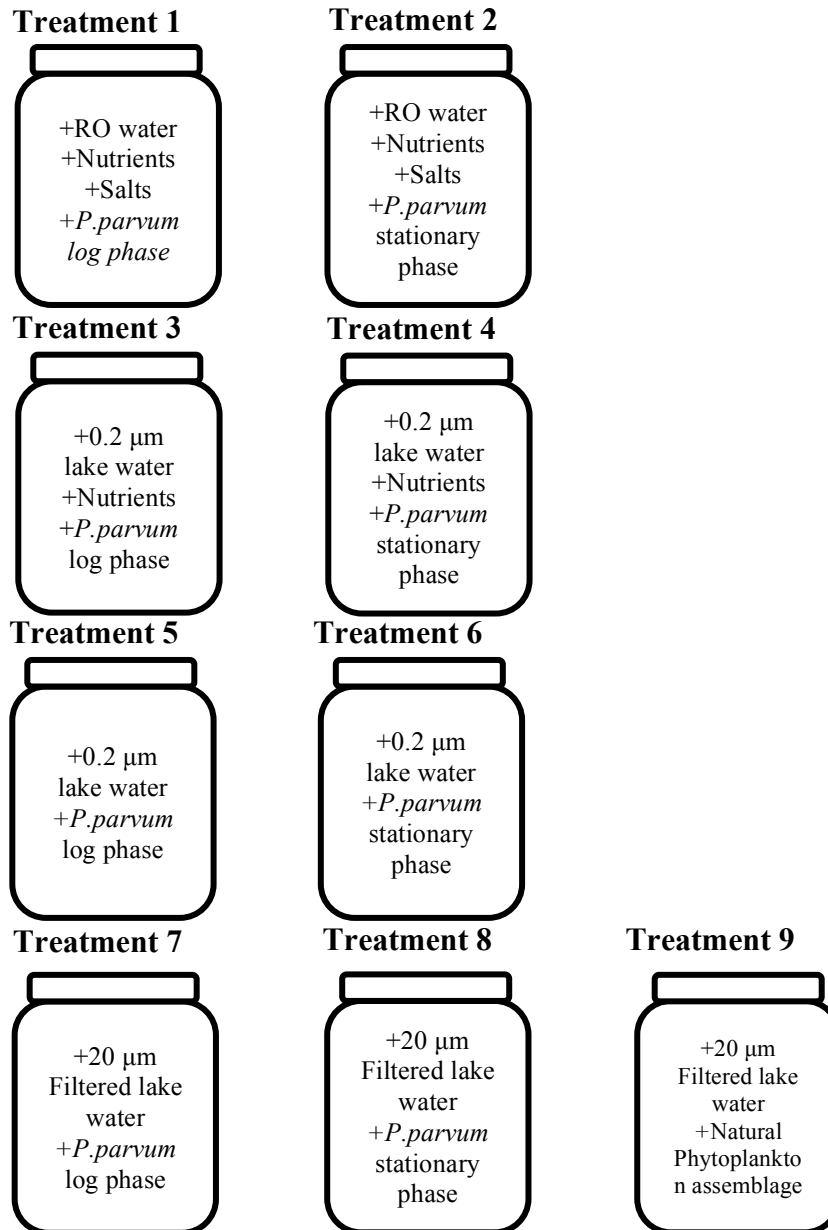 Treatment 1
+RO water
+Nutrients
+Salts
+P.parvum
log phase
Treatment 2
+RO water
+Nutrients
+Salts
+P.parvum
stationary
phase
Treatment 3
+0.2 μm
lake water
+Nutrients
+P.parvum
log phase
Treatment 4
+0.2 μm
lake water
+Nutrients
+P.parvum
stationary
phase
Treatment 5
+0.2 μm
lake water
+P.parvum
log phase
Treatment 6
+0.2 μm
lake water
+P.parvum
stationary
phase
Treatment 7
+20 μm
Filtered lake
water
+P.parvum
log phase
Treatment 8
+20 μm
Filtered lake
water
+P.parvum
stationary
phase
Treatment 9
+20 μm
Filtered lake
water
+Natural
Phytoplankto
n assemblage